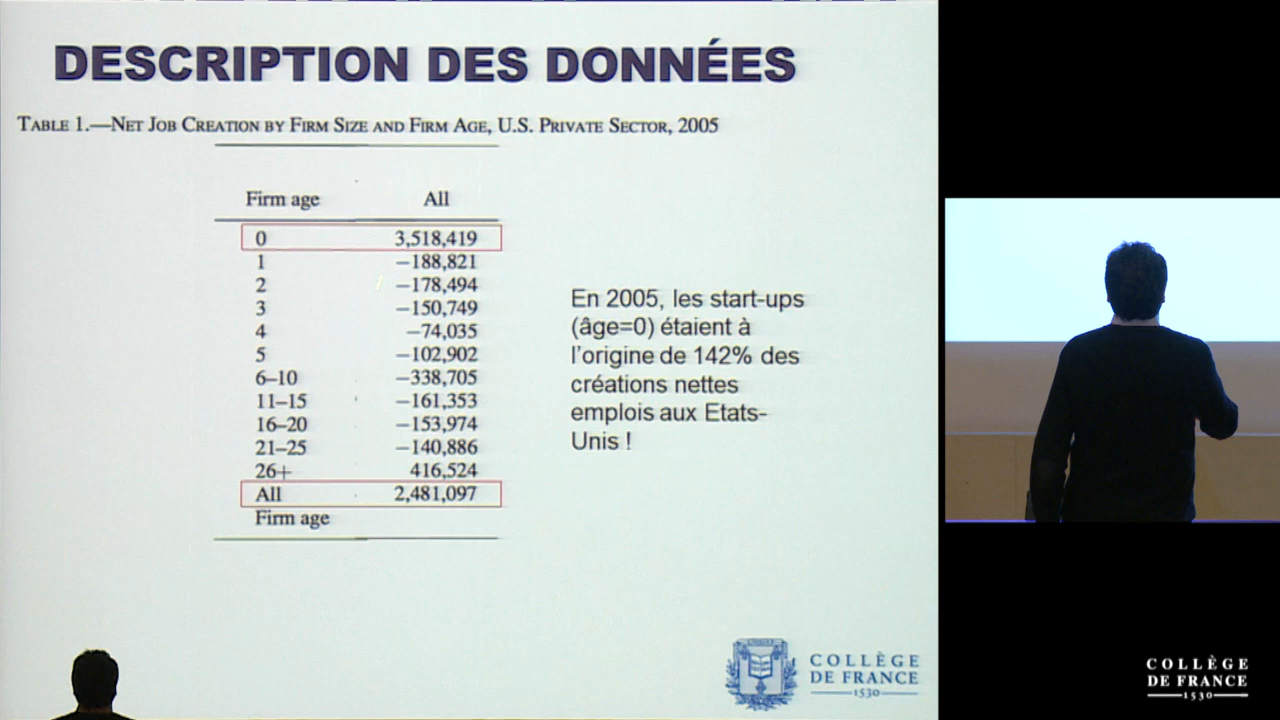 DESCRIPTION DES DONNÉES
TABLE 1.—NET JOB CREATION BY FIRM SIZE AND FIRM AGE, U.S. PRIVATE SECTOR, 2005
Firm age All
0 3,518,419
1 −188,821
2 −178,494
3 −150,749
4 −74,035
5 −102,902
6–10 −338,705
11–15 −161,353
16–20 −153,974
21–25 −140,886
26+ 416,524
All 2,481,097
Firm age
En 2005, les start-ups
(âge=0) étaient à
l'origine de 142% des
créations nettes
emplois aux Etats-
Unis !
COLLÈGE
DE FRANCE
1530
COLLÈGE
DE FRANCE
1530